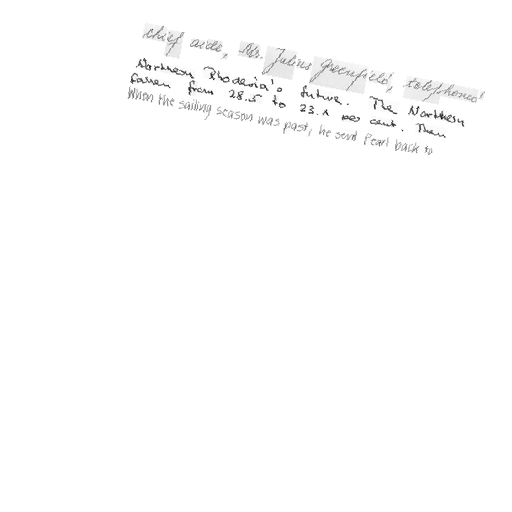 chief aide, Mr. Julius Greenfield, telephoned
Northern Rhodesia's future. The Northern
fallen from 28.5 to 23.1 per cent. Then
When the sailing season was past, he sent Pearl back to